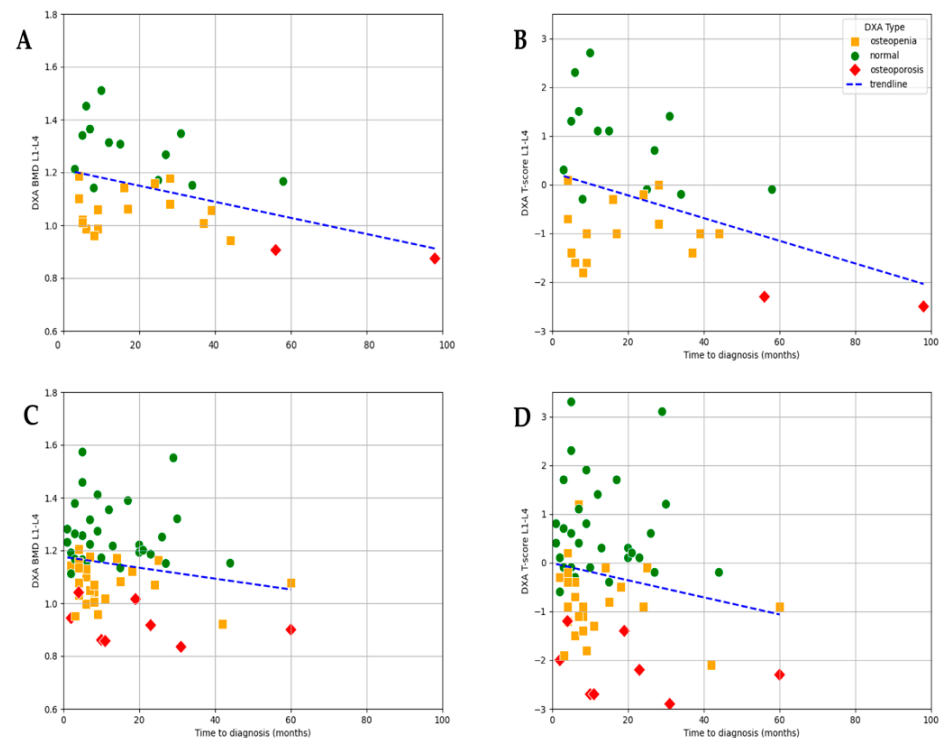 A
DXA BMD L1-L4
1.8
1.6
1.4
1.2
1.0
0.8
0.6
0 20 40 60 80 100
B
DXA T-score L1-L4
3
2
1
0
−1
−2
−3
0 20 40 60 80 100
Time to diagnosis (months)
DXA Type
osteopenia
normal
osteoporosis
trendline
C
DXA BMD L1-L4
1.8
1.6
1.4
1.2
1.0
0.8
0.6
0 20 40 60 80 100
Time to diagnosis (months)
D
DXA T-score L1-L4
3
2
1
0
−1
−2
−3
0 20 40 60 80 100
Time to diagnosis (months)